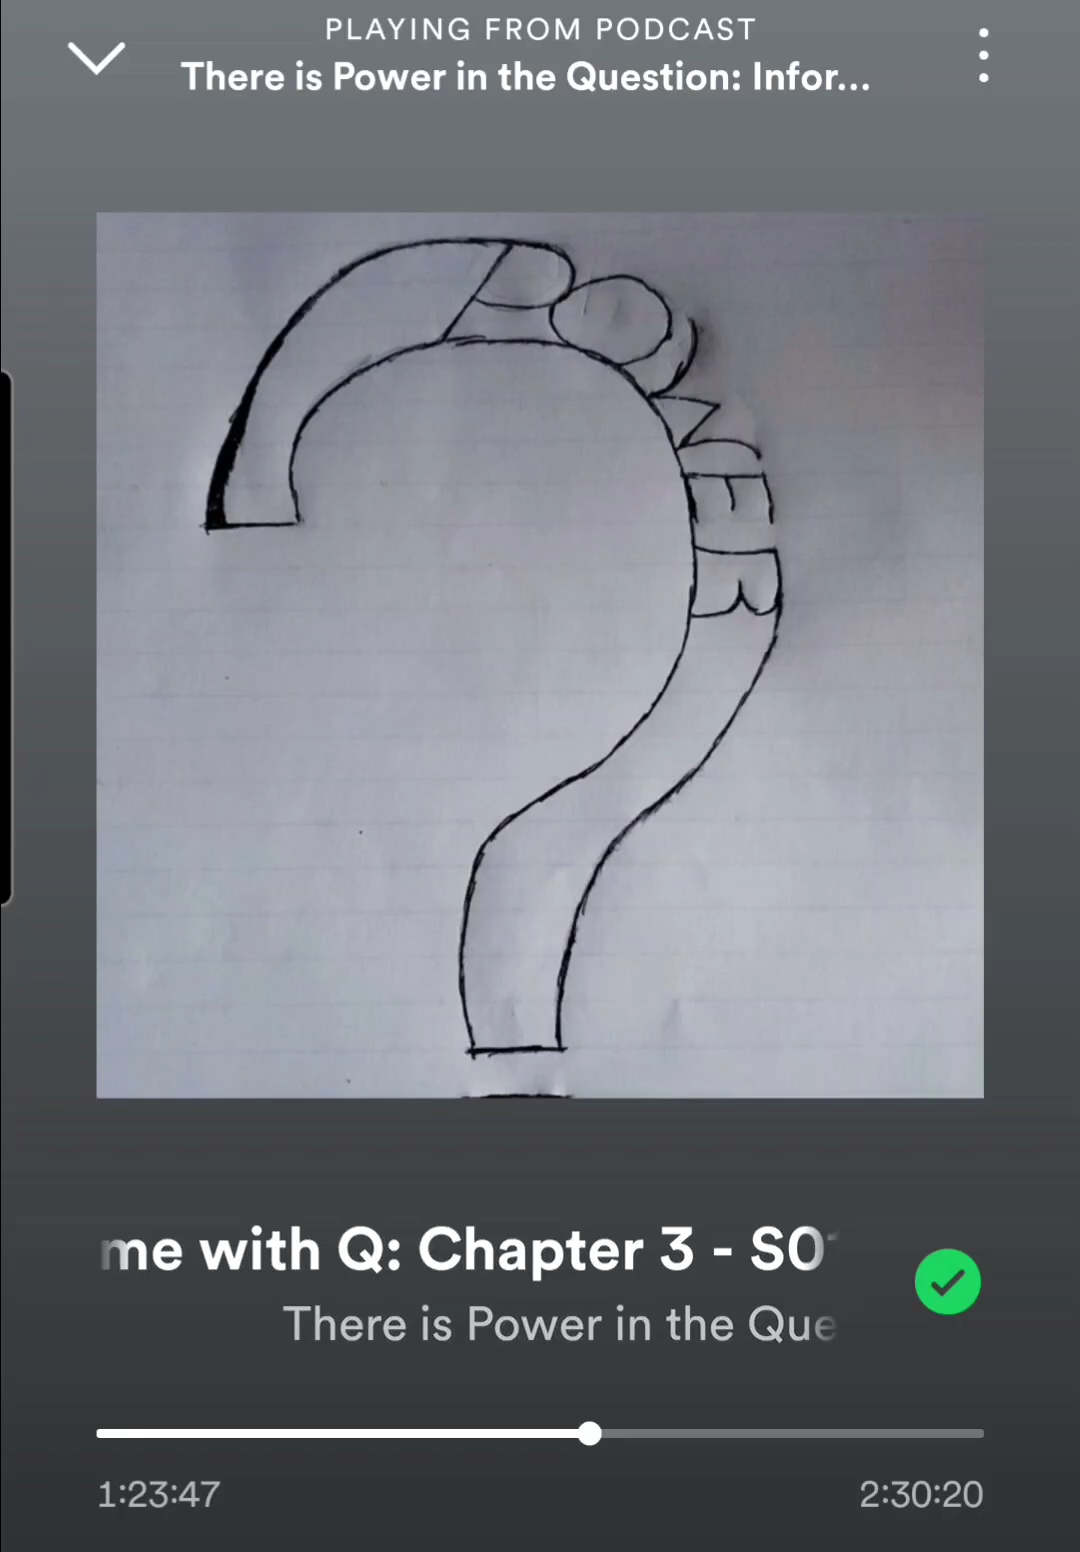 PLAYING FROM PODCAST
There is Power in the Question: Infor...
POWER
me with Q: Chapter 3 - S0
There is Power in the Que
1:23:47
2:30:20